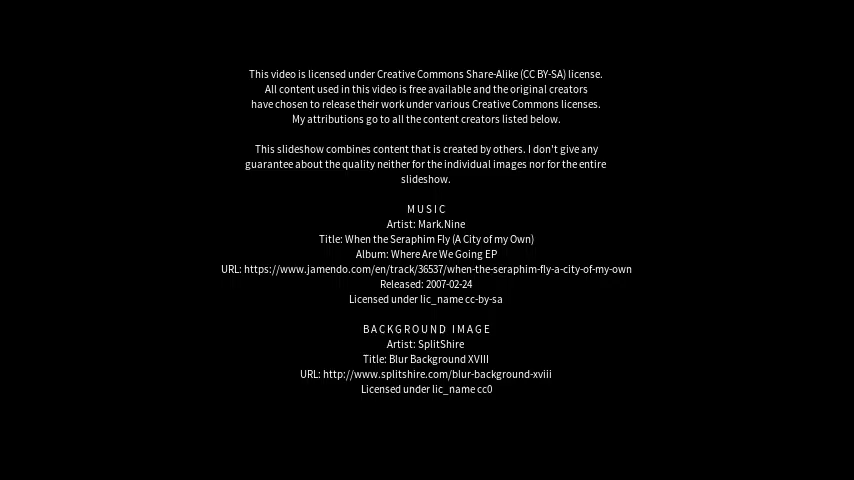 This video is licensed under Creative Commons Share-Alike (CC BY-SA) license.
All content used in this video is free available and the original creators
have chosen to release their work under various Creative Commons licenses.
My attributions go to all the content creators listed below.
This slideshow combines content that is created by others. I don't give any
guarantee about the quality neither for the individual images nor for the entire
slideshow.
MUSIC
Artist: Mark.Nine
Title: When the Seraphim Fly (A City of my Own)
Album: Where Are We Going EP
URL: https://www.jamendo.com/en/track/36537/when-the-seraphim-fly-a-city-of-my-own
Released: 2007-02-24
Licensed under lic_name cc-by-sa
BACKGROUND IMAGE
Artist: SplitShire
Title: Blur Background XVIII
URL: http://www.splitshire.com/blur-background-xviii
Licensed under lic_name cc0